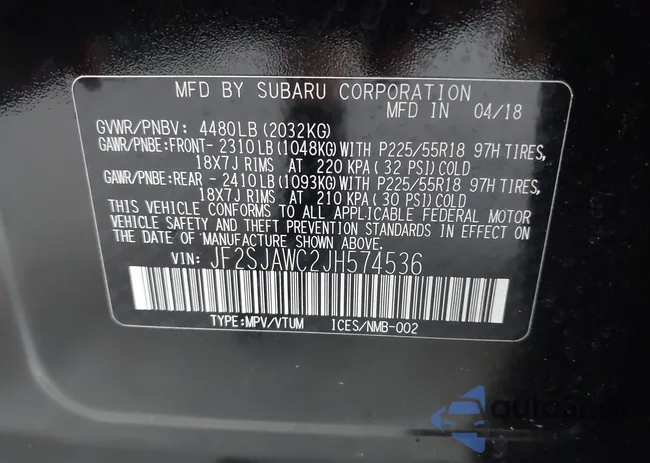 MFD BY SUBARU CORPORATION
MFD IN 04/18
GVWR/PNBV: 4480LB(2032KG)
GAWR/PNBE:FRONT- 2310LB(1048KG)WITH P225/55R18 97H TIRES,
18X7J RIMS AT 220 KPA(32 PSI)COLD
GAWR/PNBE:REAR - 2410LB(1093KG)WITH P225/55R18 97H TIRES,
18X7J RIMS AT 210 KPA(30 PSI)COLD
THIS VEHICLE CONFORMS TO ALL APPLICABLE FEDERAL MOTOR
VEHICLE SAFETY AND THEFT PREVENTION STANDARDS IN EFFECT ON
THE DATE OF MANUFACTURE SHOWN ABOVE.
VIN: JF2SJAWC2JH574536
TYPE:MPV/VTUM ICES/NMB-002